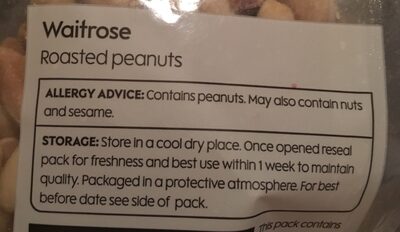 Waitrose
Roasted peanuts
ALLERGY ADVICE: Contains peanuts. May also contain nuts
and sesame.
STORAGE: Store in a cool dry place. Once opened reseal
pack for freshness and best use within 1 week to maintain
quality. Packaged in a protective atmosphere. For best
before date see side of pack.
This pack contains